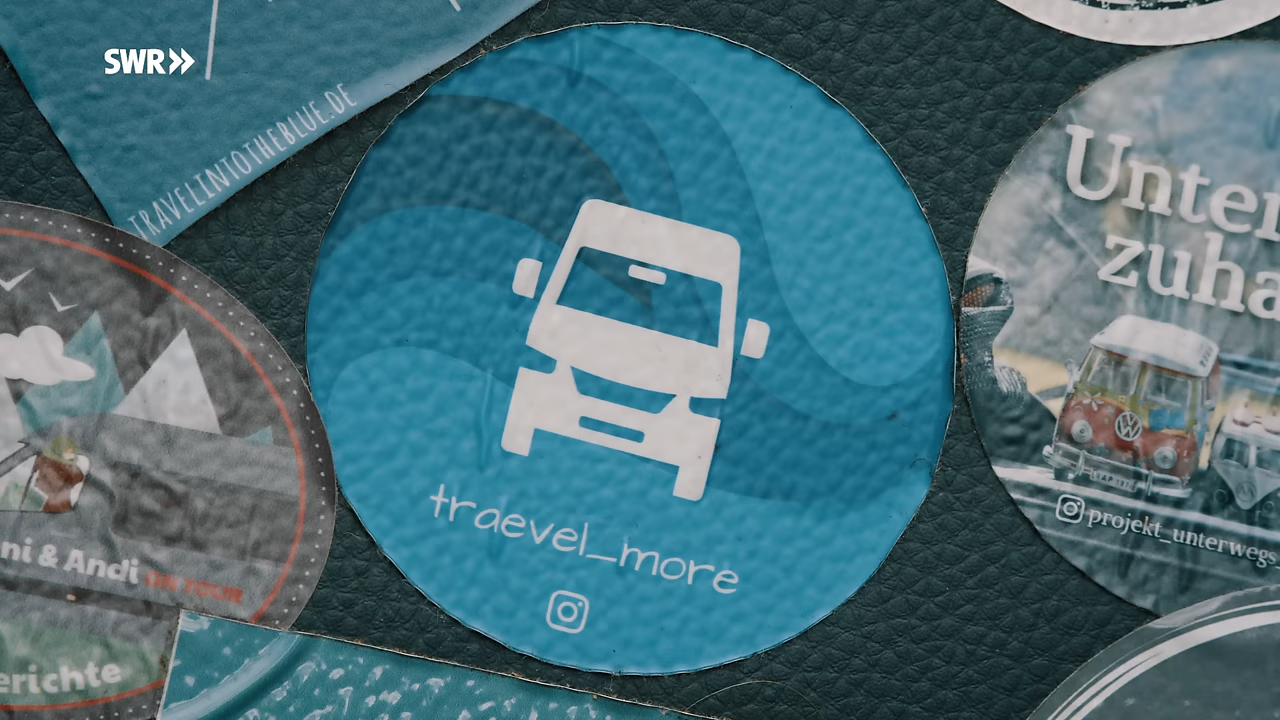 SWR
TRAVELINTOTHEBLUE.DE
traevel_more
Unter
zuha
projekt_unterwegs_
ni & Andi ON TOUR
erichte